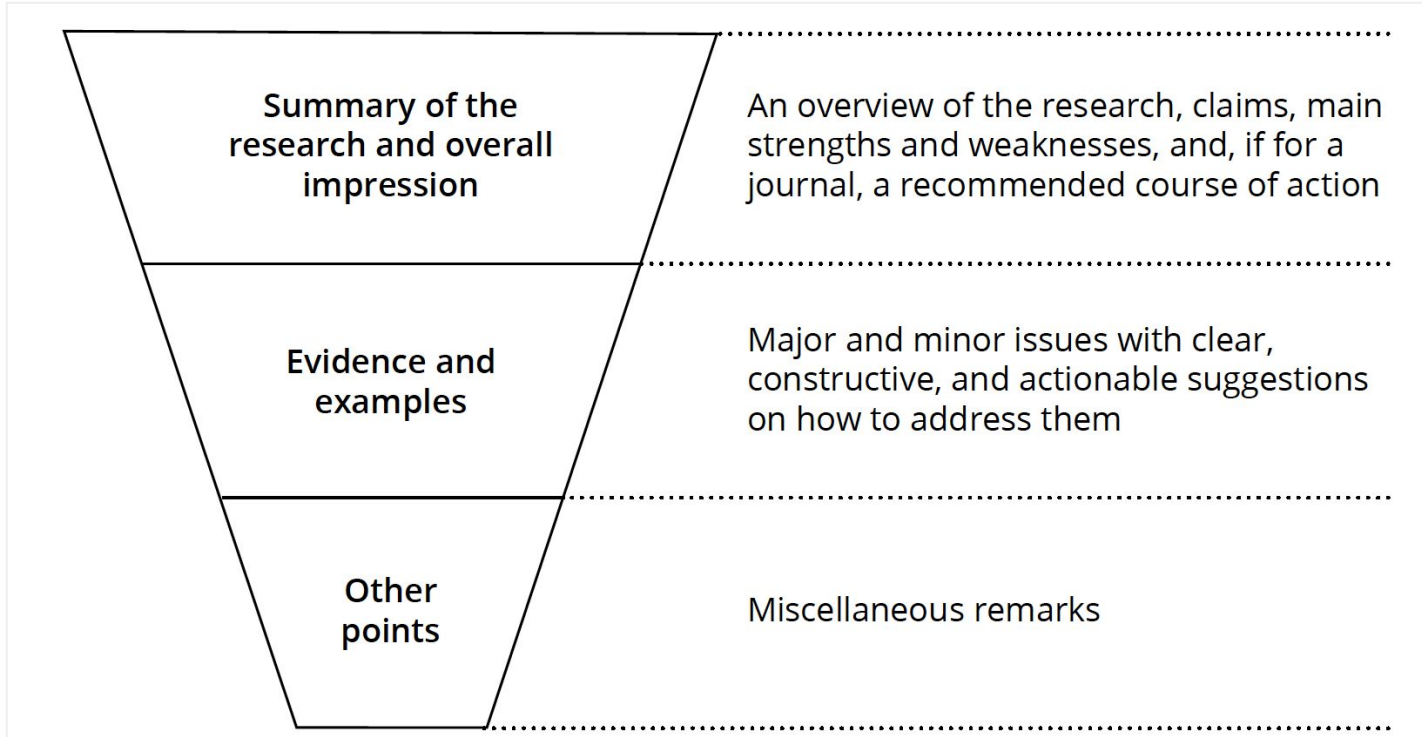 Summary of the
research and overall
impression
An overview of the research, claims, main
strengths and weaknesses, and, if for a
journal, a recommended course of action
Evidence and
examples
Major and minor issues with clear,
constructive, and actionable suggestions
on how to address them
Other
points
Miscellaneous remarks